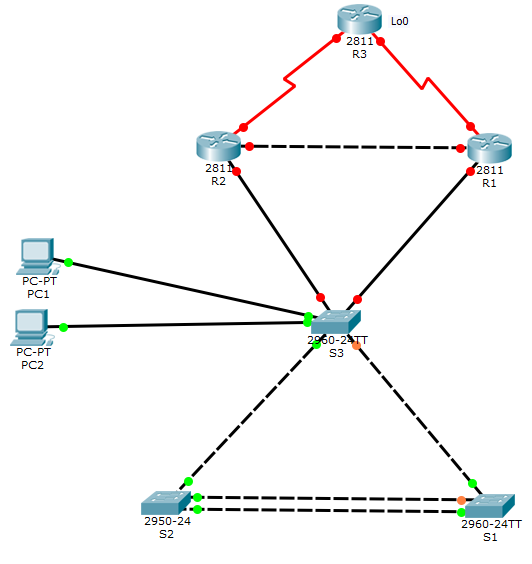 Lo0
2811
R3
2811
R2
2811
R1
PC-PT
PC1
PC-PT
PC2
2960-24TT
S3
2950-24
S2
2960-24TT
S1